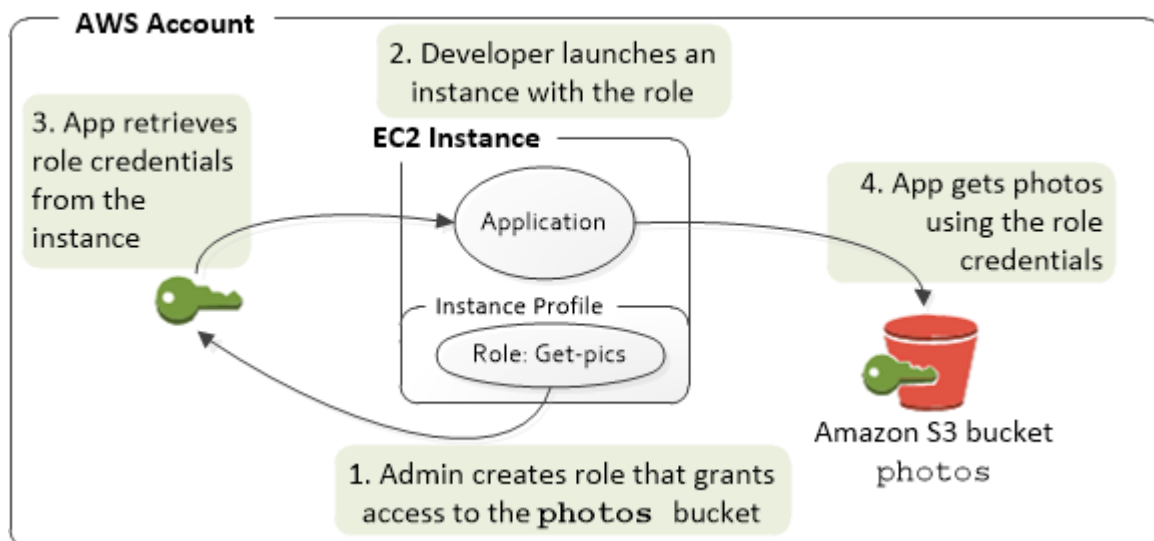 AWS Account
2. Developer launches an
instance with the role
3. App retrieves
role credentials
from the
instance
EC2 Instance
Application
4. App gets photos
using the role
credentials
Instance Profile
Role: Get-pics
Amazon S3 bucket
photos
1. Admin creates role that grants
access to the photos bucket